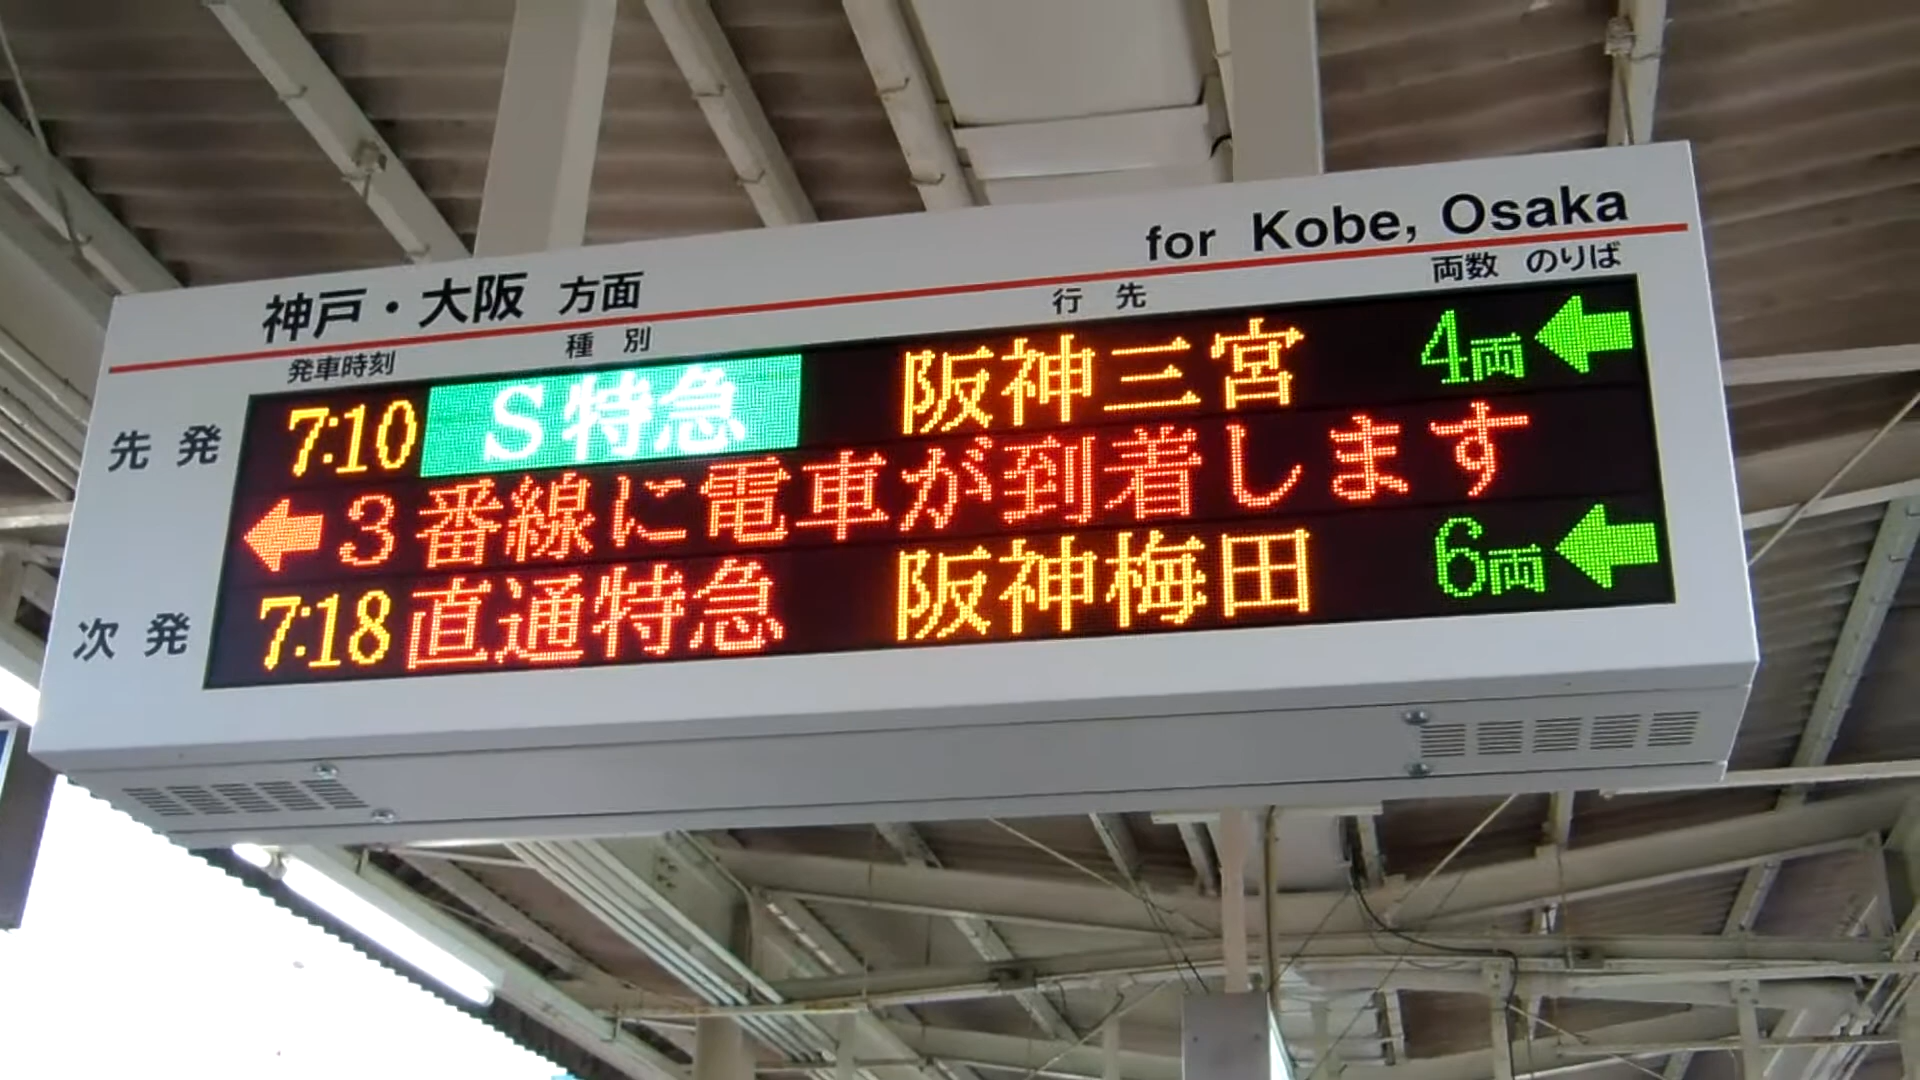 神戸・大阪 方面 for Kobe, Osaka
発車時刻 種別 行先 両数 のりば
先発 7:10 S特急 阪神三宮 4両 ←
← 3番線に電車が到着します
次発 7:18 直通特急 阪神梅田 6両 ←